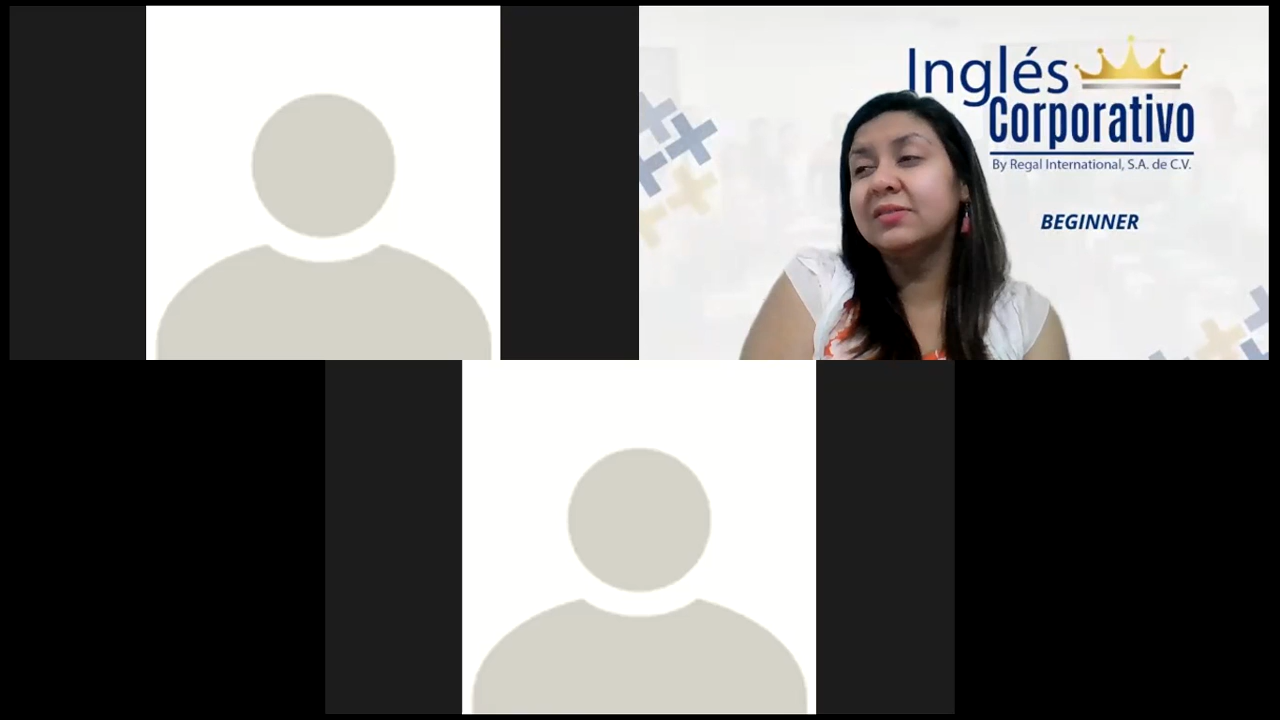 Inglés
Corporativo
By Regal International, S.A. de C.V.
BEGINNER